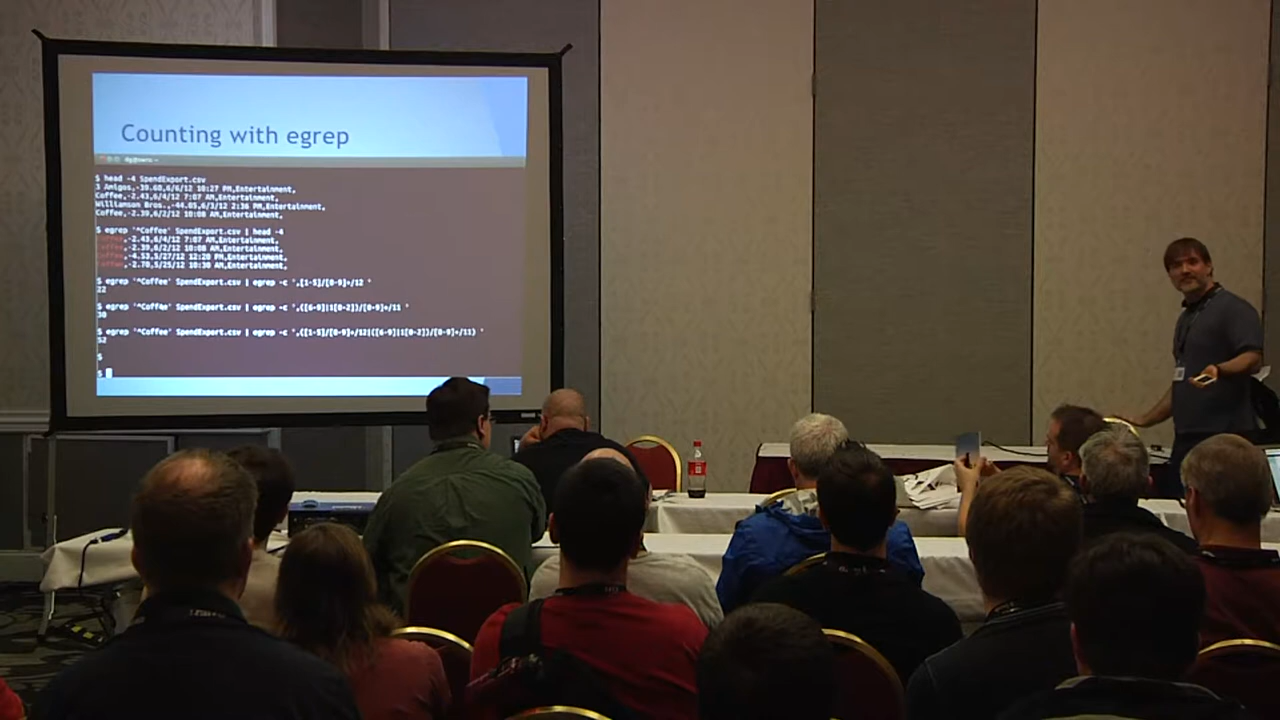 Counting with egrep
$ head -4 SpendExport.csv
3 Amigos,-30.60,6/6/12 10:27 PM,Entertainment,
Coffee,-2.43,6/4/12 7:07 AM,Entertainment,
Williamson Bros.,-44.05,6/3/12 2:36 PM,Entertainment,
Coffee,-2.39,6/2/12 10:08 AM,Entertainment,
$ egrep '^Coffee' SpendExport.csv | head -4
Coffee,-2.43,6/4/12 7:07 AM,Entertainment,
Coffee,-2.39,6/2/12 10:08 AM,Entertainment,
Coffee,-4.53,5/27/12 12:20 PM,Entertainment,
Coffee,-2.70,5/25/12 10:30 AM,Entertainment,
$ egrep '^Coffee' SpendExport.csv | egrep -c ',[1-5]/[0-9]+/12 '
22
$ egrep '^Coffee' SpendExport.csv | egrep -c ',([6-9]|1[0-2])/[0-9]+/11 '
30
$ egrep '^Coffee' SpendExport.csv | egrep -c ',([1-5]/[0-9]+/12|([6-9]|1[0-2])/[0-9]+/11) '
52
$
$